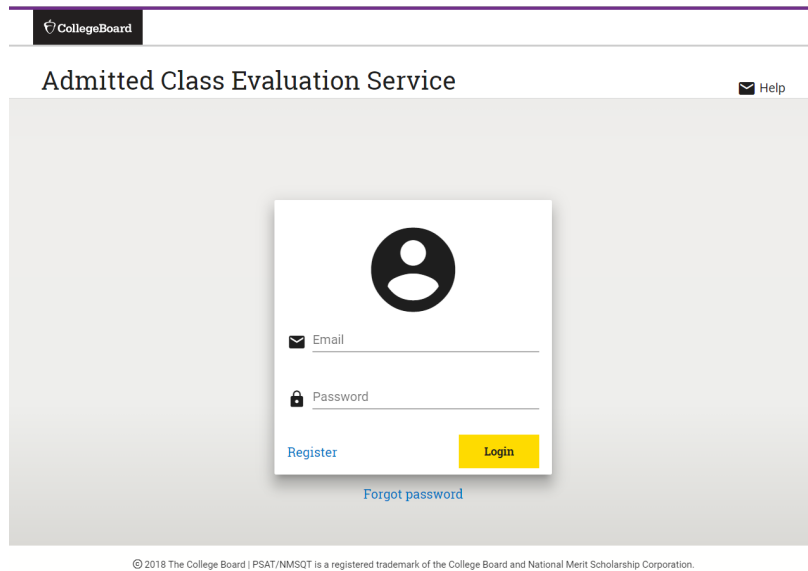 CollegeBoard
Admitted Class Evaluation Service
Help
Email
Password
Register
Login
Forgot password
© 2018 The College Board | PSAT/NMSQT is a registered trademark of the College Board and National Merit Scholarship Corporation.